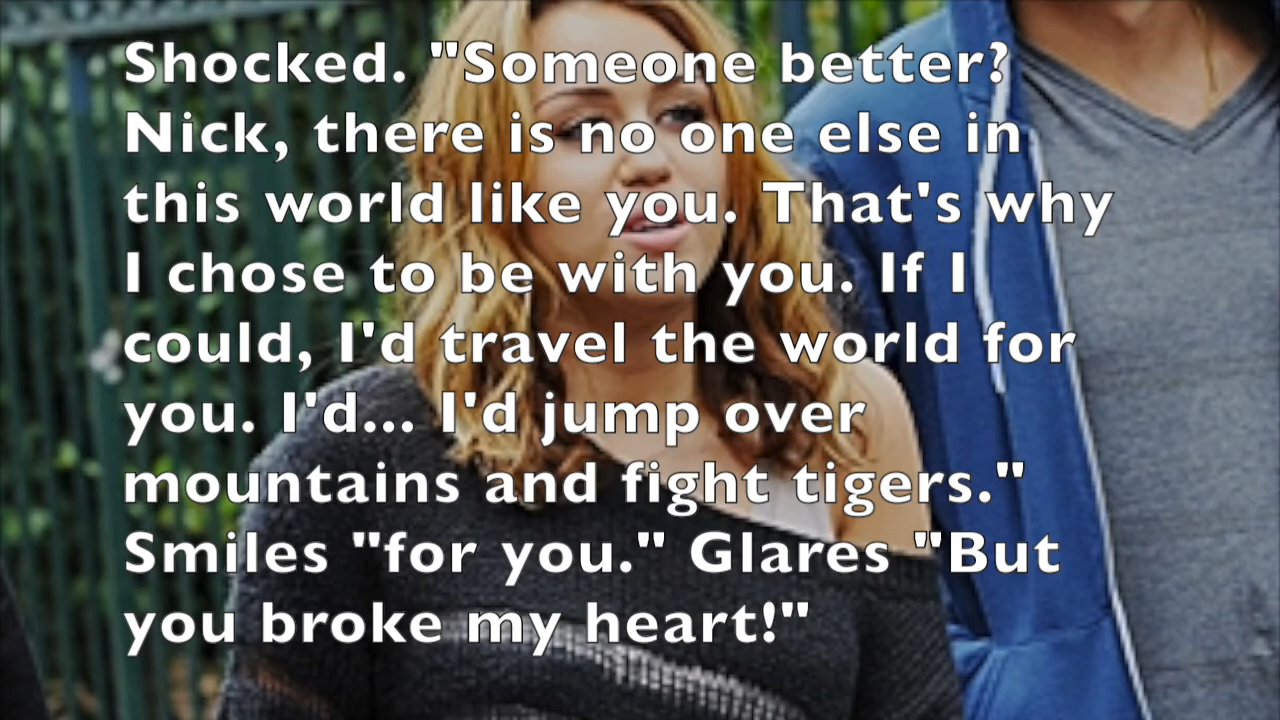 Shocked. "Someone better?
Nick, there is no one else in
this world like you. That's why
I chose to be with you. If I
could, I'd travel the world for
you. I'd... I'd jump over
mountains and fight tigers."
Smiles "for you." Glares "But
you broke my heart!"